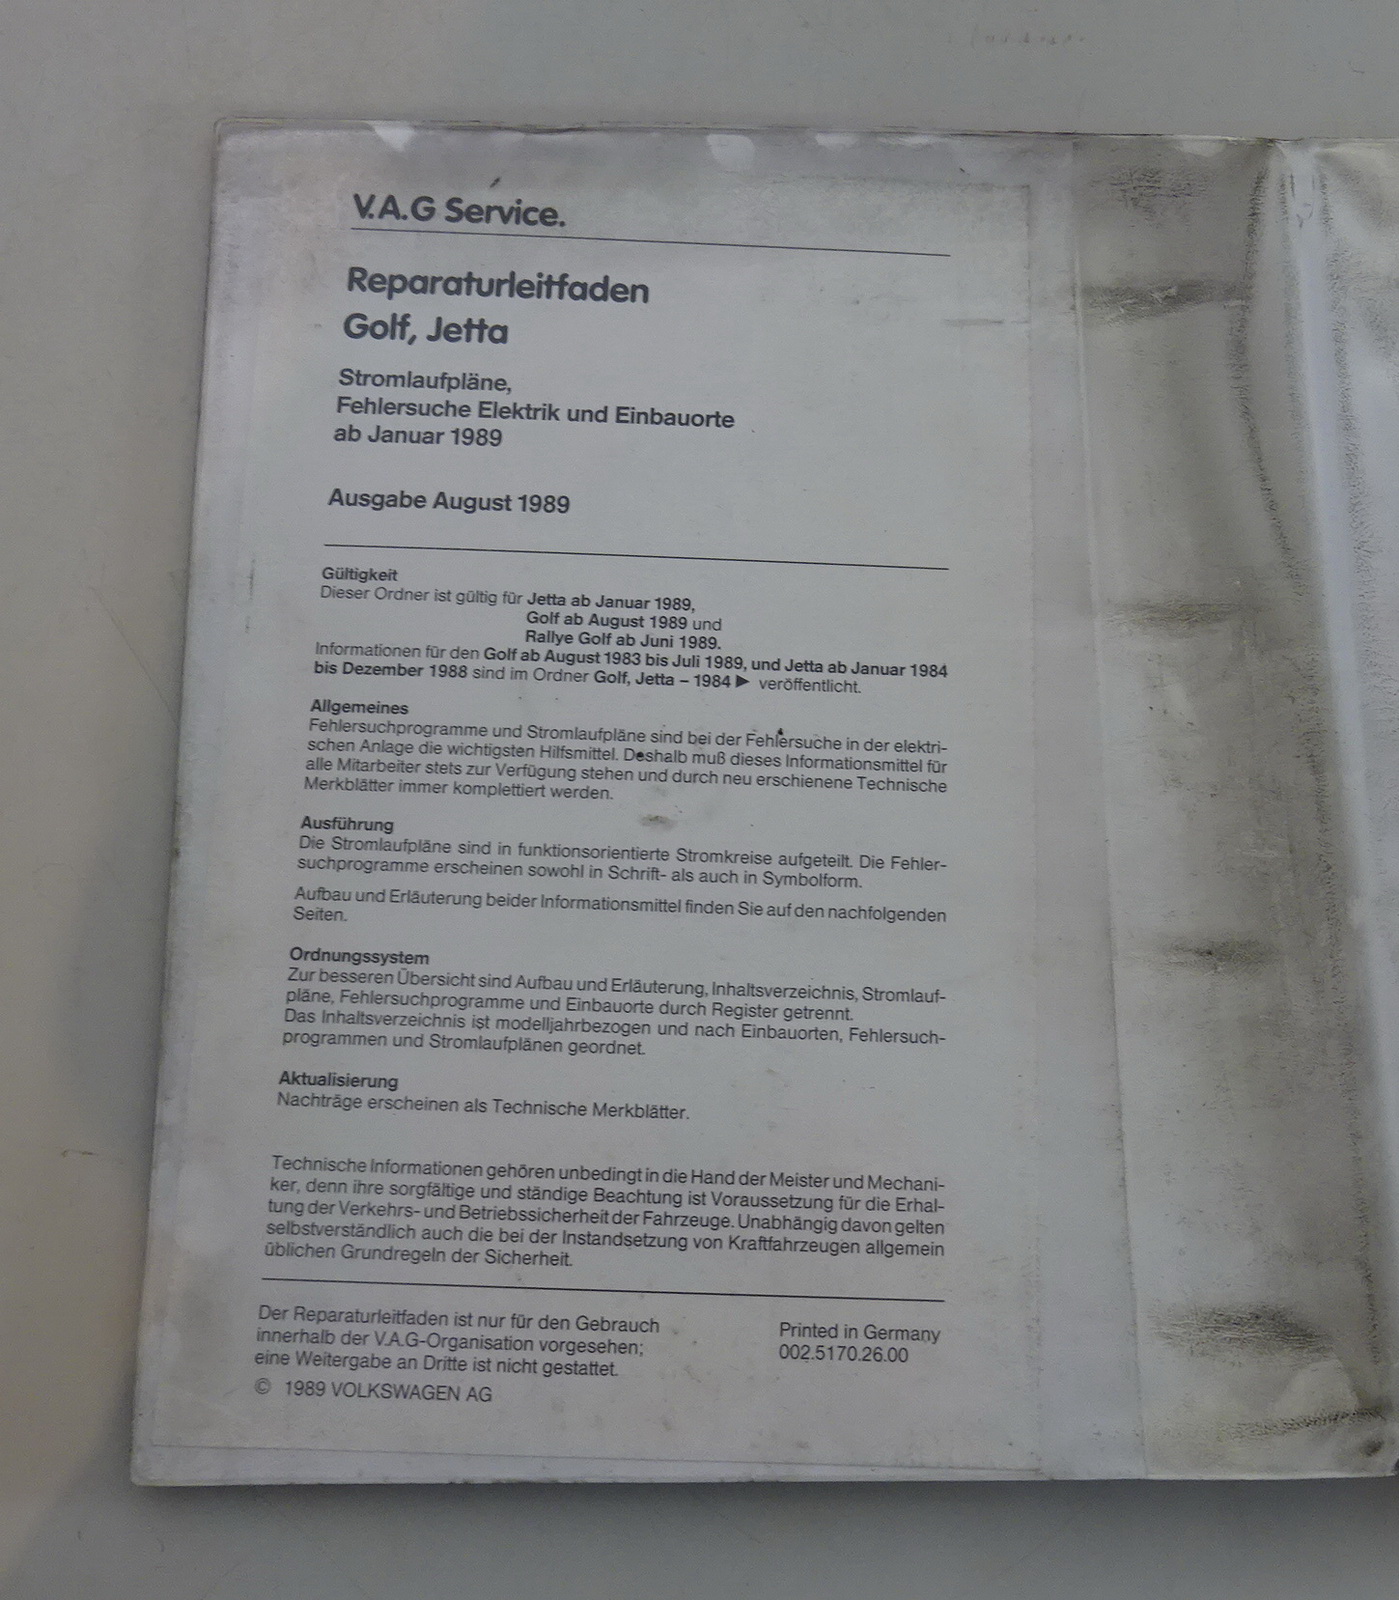 V.A.G Service.
Reparaturleitfaden
Golf, Jetta
Stromlaufpläne,
Fehlersuche Elektrik und Einbauorte
ab Januar 1989
Ausgabe August 1989
Gültigkeit
Dieser Ordner ist gültig für Jetta ab Januar 1989,
Golf ab August 1989 und
Rallye Golf ab Juni 1989.
Informationen für den Golf ab August 1983 bis Juli 1989, und Jetta ab Januar 1984
bis Dezember 1988 sind im Ordner Golf, Jetta – 1984 ▶ veröffentlicht.
Allgemeines
Fehlersuchprogramme und Stromlaufpläne sind bei der Fehlersuche in der elektri-
schen Anlage die wichtigsten Hilfsmittel. Deshalb muß dieses Informationsmittel für
alle Mitarbeiter stets zur Verfügung stehen und durch neu erschienene Technische
Merkblätter immer komplettiert werden.
Ausführung
Die Stromlaufpläne sind in funktionsorientierte Stromkreise aufgeteilt. Die Fehler-
suchprogramme erscheinen sowohl in Schrift- als auch in Symbolform.
Aufbau und Erläuterung beider Informationsmittel finden Sie auf den nachfolgenden
Seiten.
Ordnungssystem
Zur besseren Übersicht sind Aufbau und Erläuterung, Inhaltsverzeichnis, Stromlauf-
pläne, Fehlersuchprogramme und Einbauorte durch Register getrennt.
Das Inhaltsverzeichnis ist modelljahrbezogen und nach Einbauorten, Fehlersuch-
programmen und Stromlaufplänen geordnet.
Aktualisierung
Nachträge erscheinen als Technische Merkblätter.
Technische Informationen gehören unbedingt in die Hand der Meister und Mechani-
ker, denn ihre sorgfältige und ständige Beachtung ist Voraussetzung für die Erhal-
tung der Verkehrs- und Betriebssicherheit der Fahrzeuge. Unabhängig davon gelten
selbstverständlich auch die bei der Instandsetzung von Kraftfahrzeugen allgemein
üblichen Grundregeln der Sicherheit.
Der Reparaturleitfaden ist nur für den Gebrauch
innerhalb der V.A.G-Organisation vorgesehen;
eine Weitergabe an Dritte ist nicht gestattet.
© 1989 VOLKSWAGEN AG
Printed in Germany
002.5170.26.00